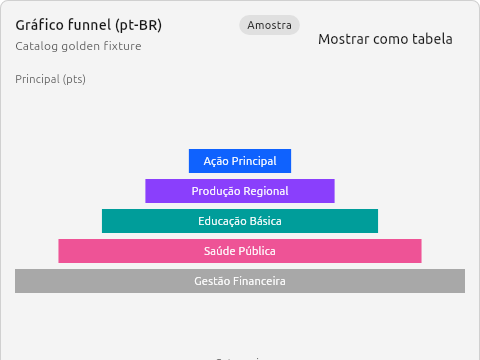 Gráfico funnel (pt-BR)
Amostra
Catalog golden fixture
Mostrar como tabela
Principal (pts)
Ação Principal
Produção Regional
Educação Básica
Saúde Pública
Gestão Financeira